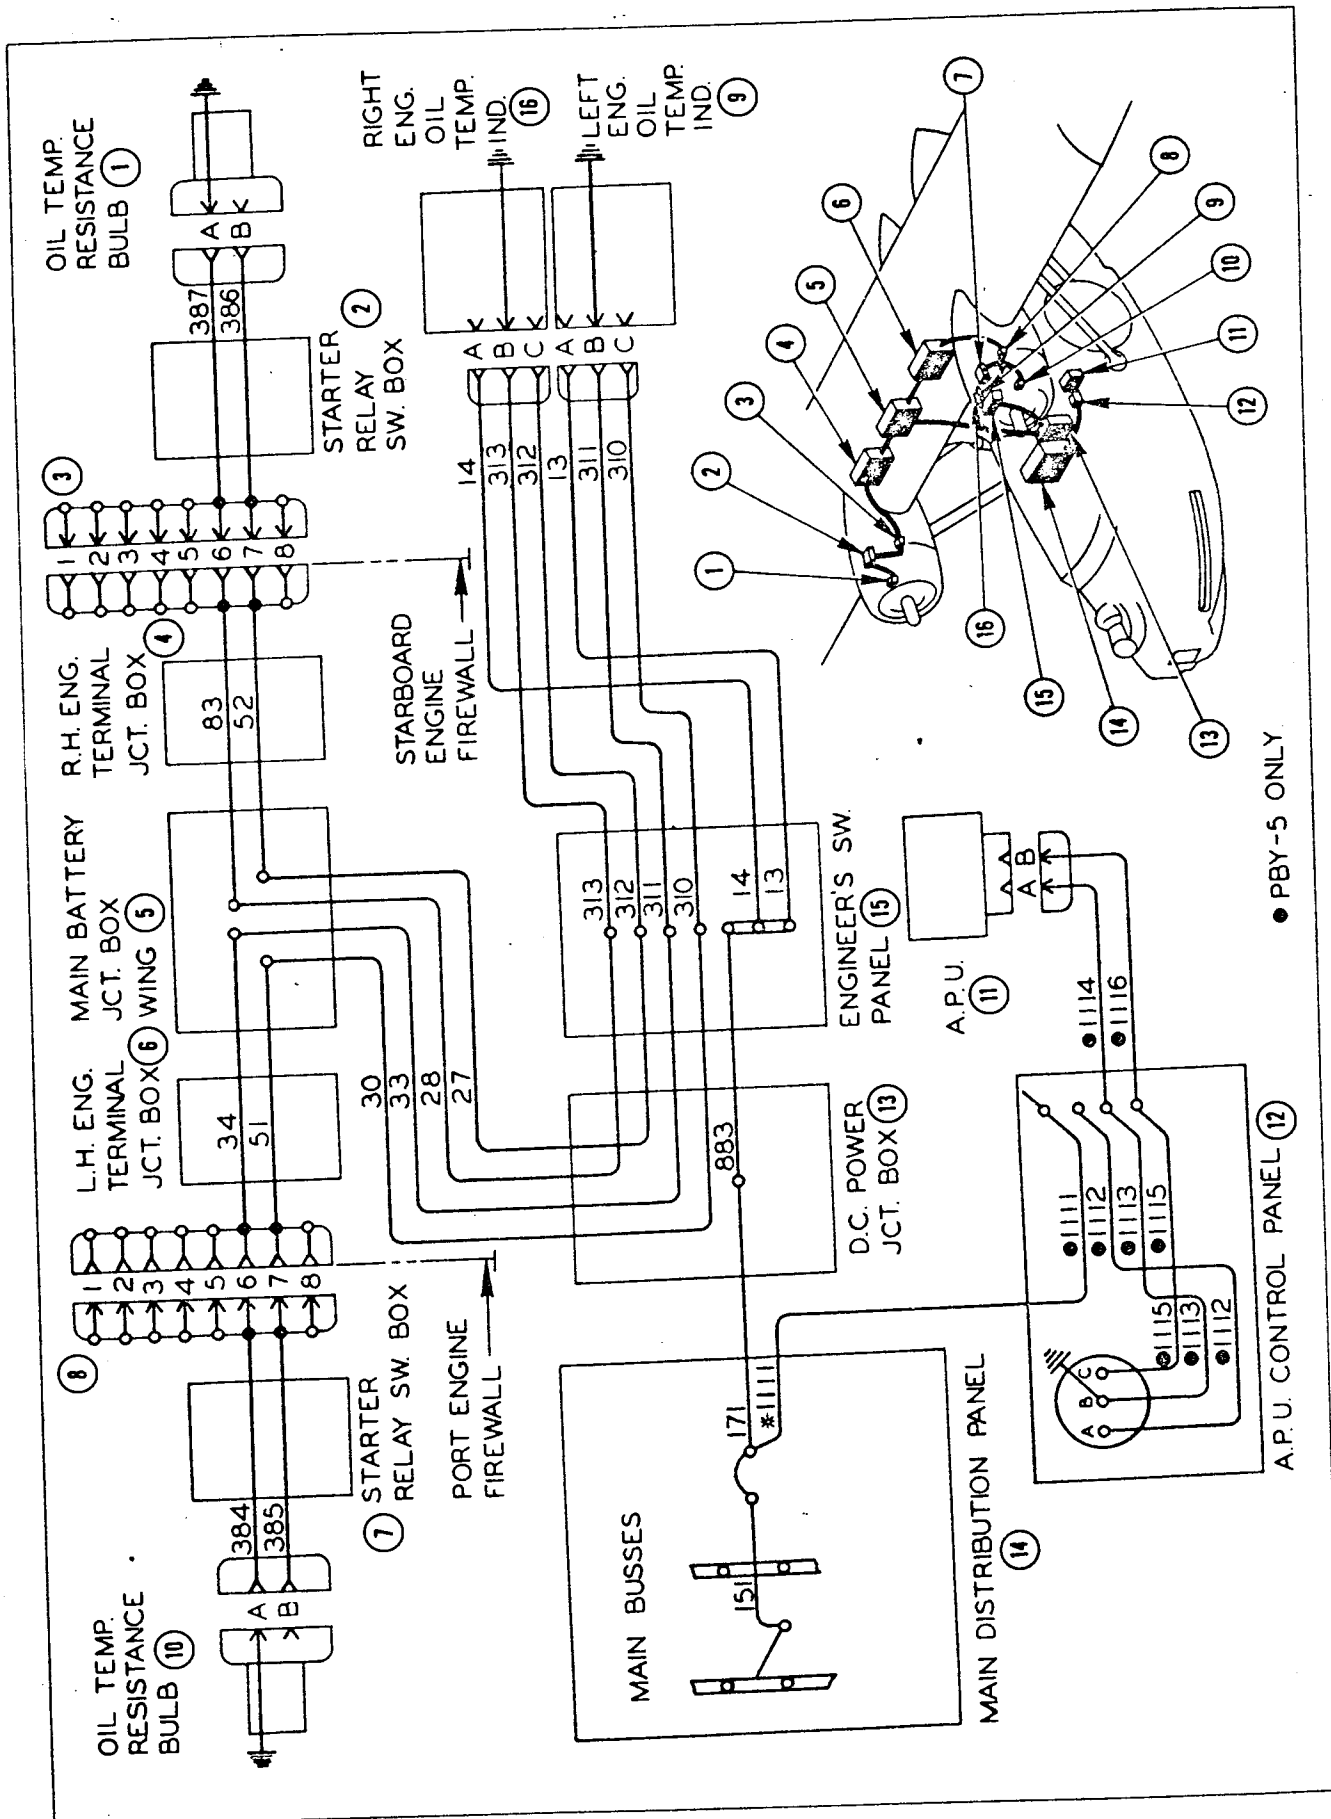 OIL TEMP.
RESISTANCE
BULB 10
A
B
384
385
7 STARTER
RELAY SW. BOX
8
1
2
3
4
5
6
7
8
PORT ENGINE
FIREWALL
L.H. ENG.
TERMINAL
JCT. BOX 6
34
51
MAIN BATTERY
JCT. BOX
WING 5
30
33
28
27
R.H. ENG.
TERMINAL
JCT. BOX 4
83
52
3
1
2
3
4
5
6
7
8
STARBOARD
ENGINE
FIREWALL
STARTER
RELAY 2
SW. BOX
387
386
OIL TEMP.
RESISTANCE
BULB 1
A
B
RIGHT
ENG.
OIL
TEMP.
IND. 16
LEFT
ENG.
OIL
TEMP.
IND. 9
A
B
C
A
B
C
14
313
312
13
311
310
MAIN BUSSES
151
171
*1111
MAIN DISTRIBUTION PANEL
14
883
D.C. POWER
JCT. BOX 13
313
312
311
310
14
13
ENGINEER'S SW.
PANEL 15
A.P.U.
11
A
B
●1114
●1116
●1111
●1112
●1113
●1115
●1115
●1113
●1112
A
B
C
A.P.U. CONTROL PANEL 12
● PBY-5 ONLY
1
2
3
4
5
6
7
8
9
10
11
12
13
14
15
16